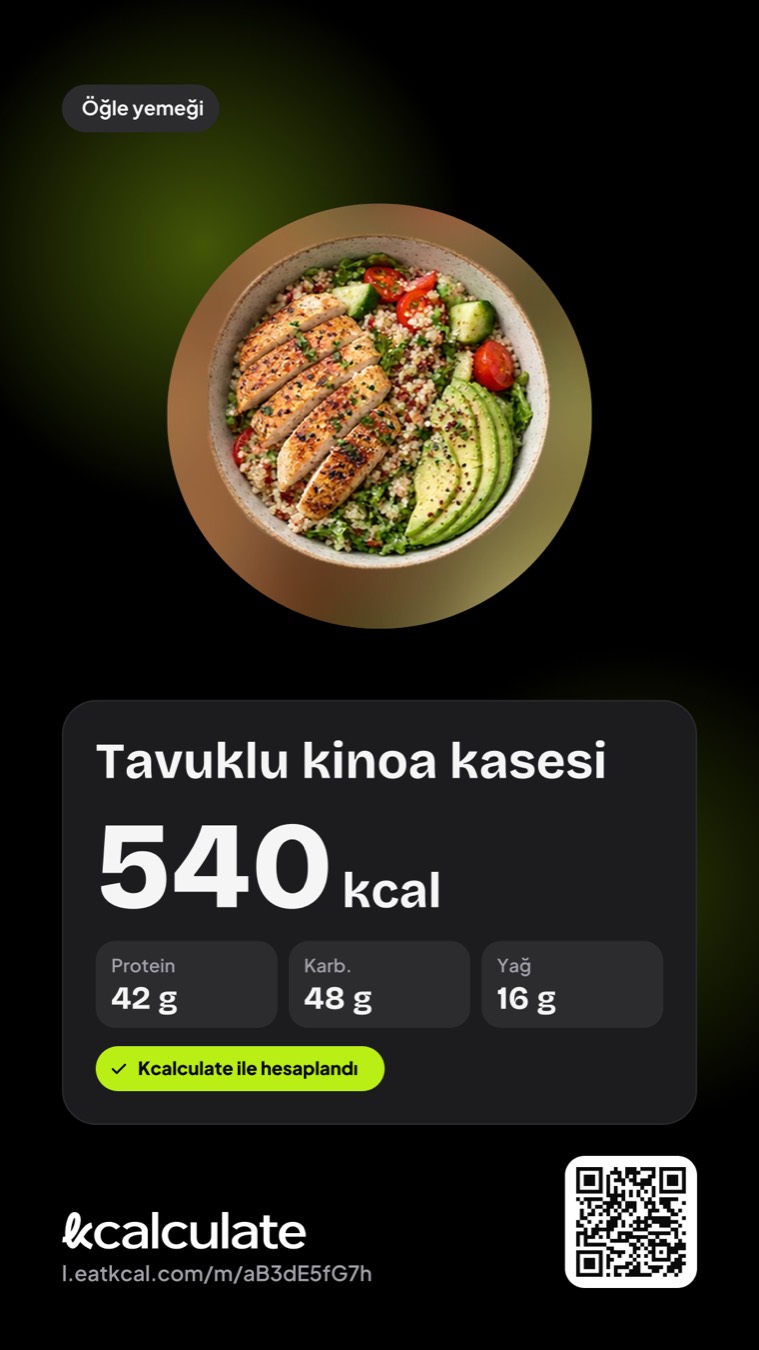 Öğle yemeği
Tavuklu kinoa kasesi
540 kcal
Protein
42 g
Karb.
48 g
Yağ
16 g
Kcalculate ile hesaplandı
kcalculate
l.eatkcal.com/m/aB3dE5fG7h